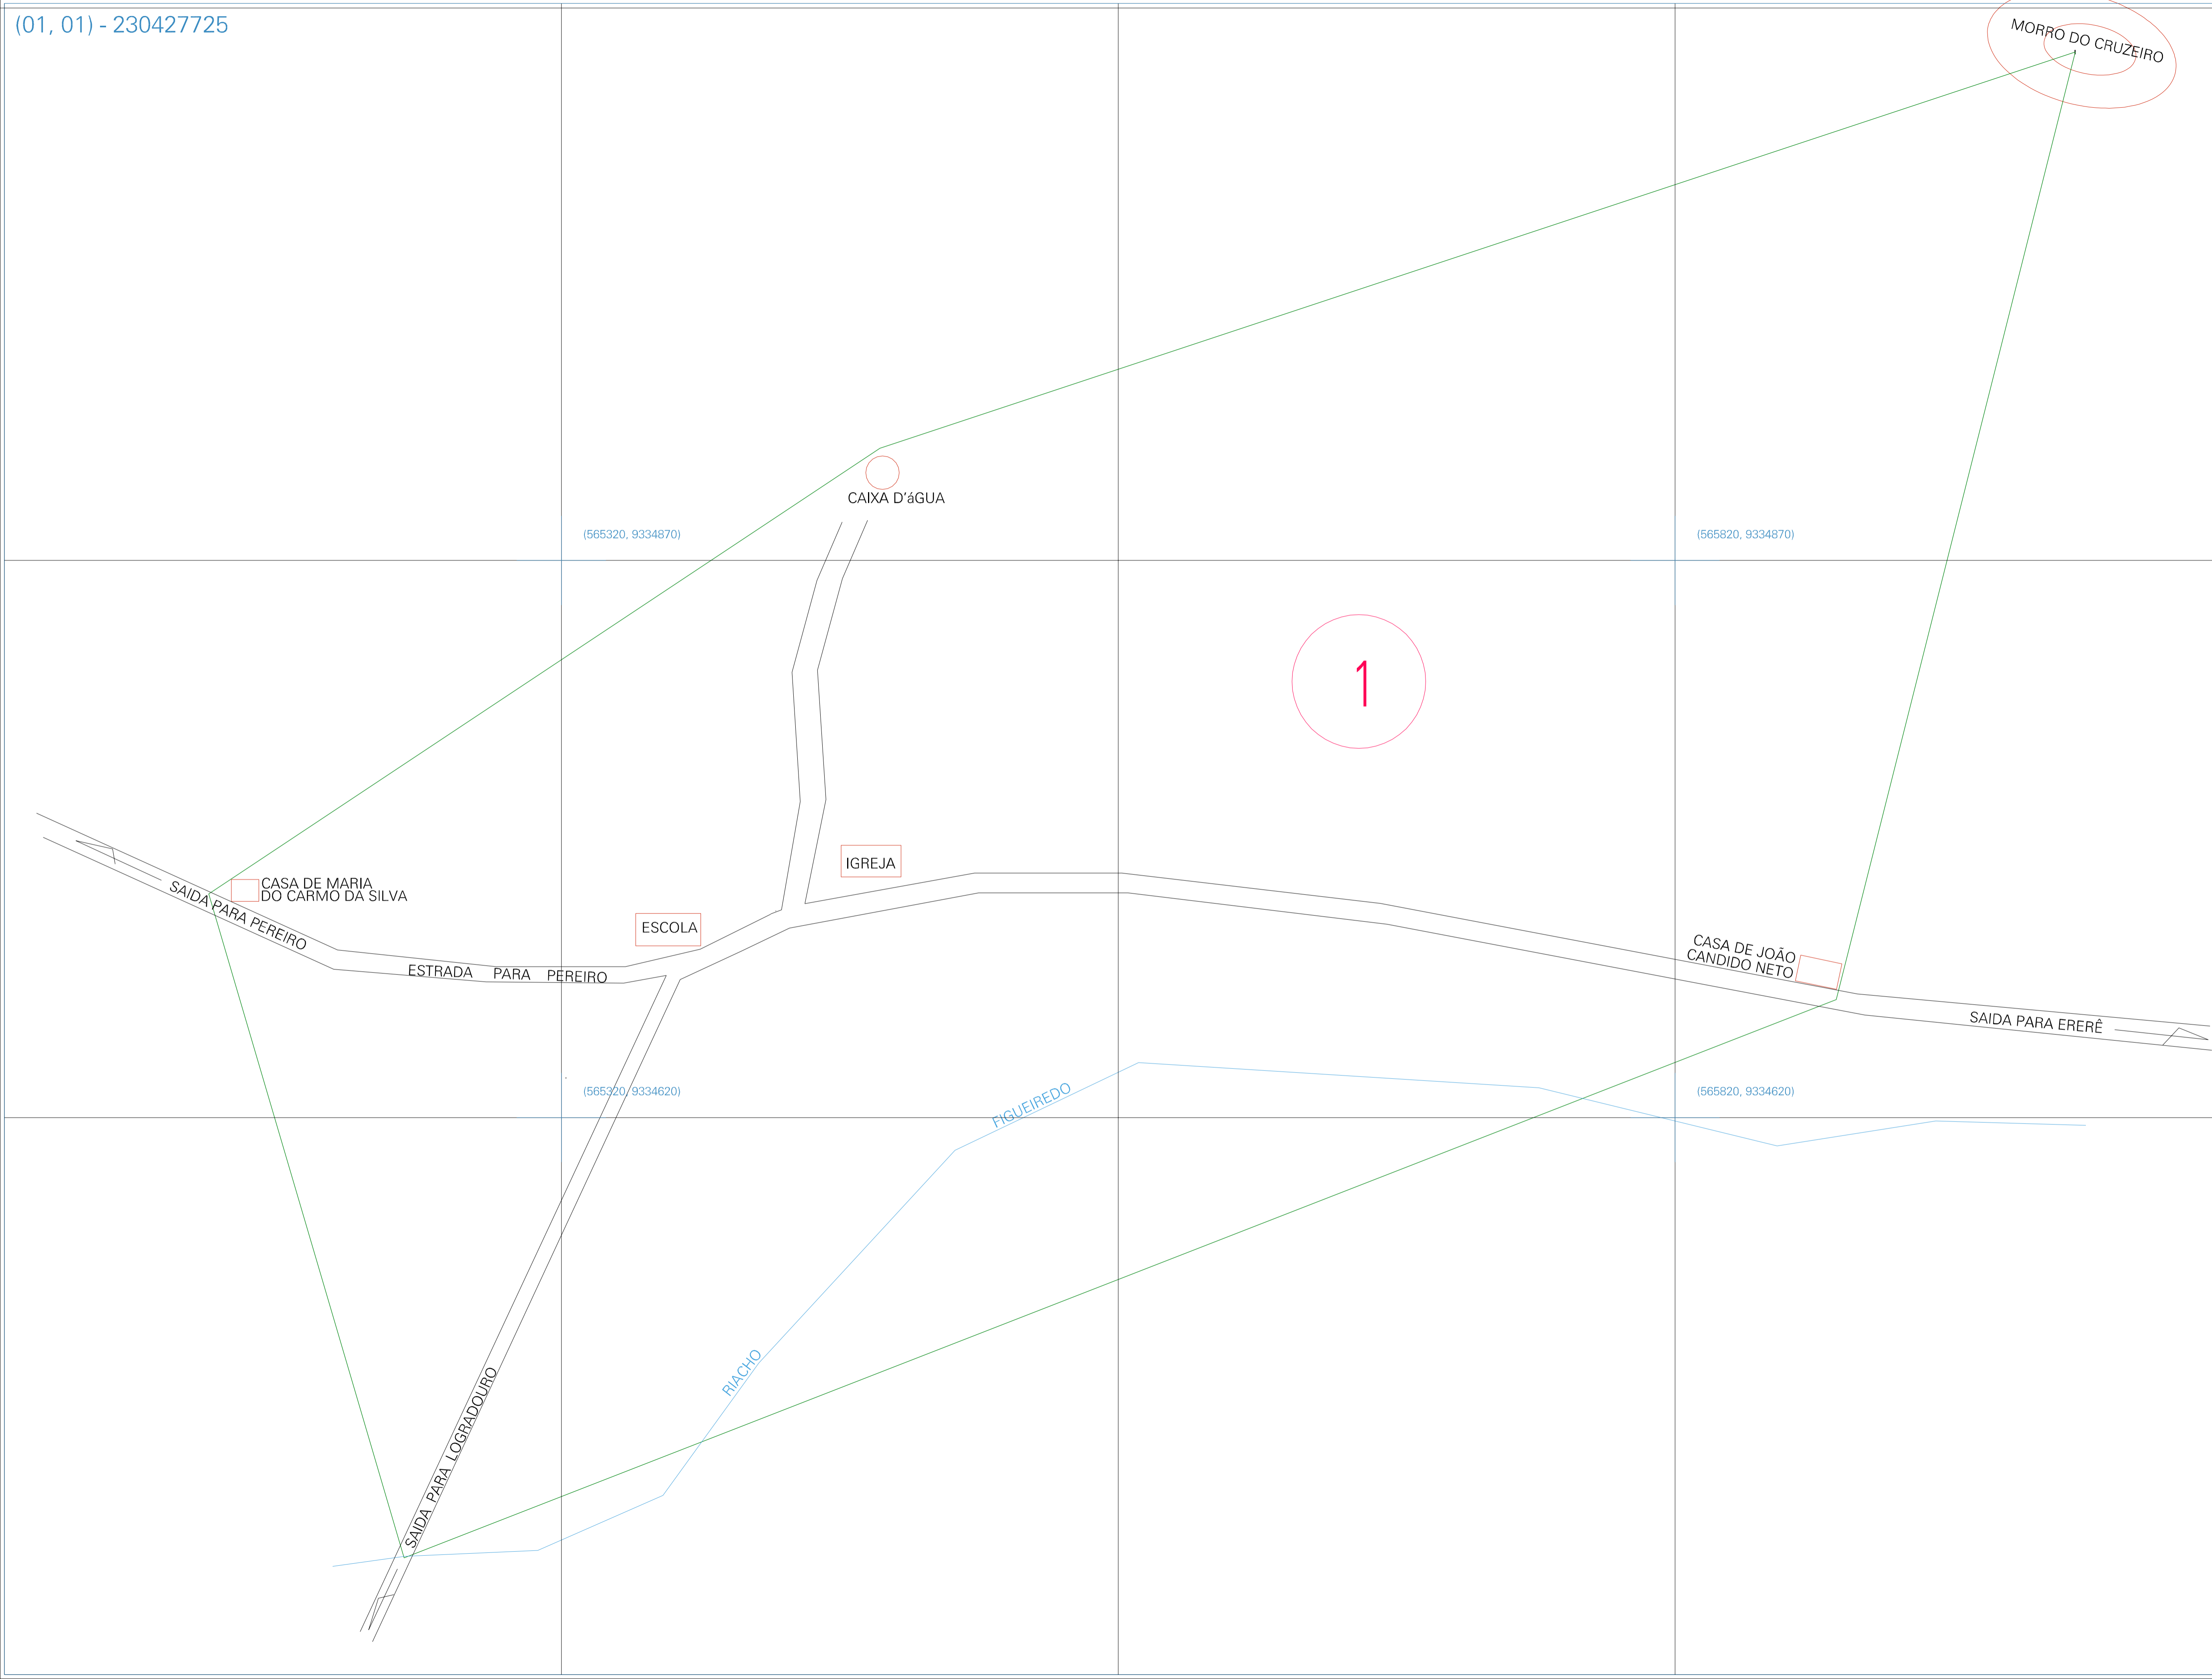 (01, 01) - 230427725
MORRO DO CRUZEIRO
CAIXA D'áGUA
(565320, 9334870)
(565820, 9334870)
1
IGREJA
CASA DE MARIA
DO CARMO DA SILVA
SAIDA PARA PEREIRO
ESCOLA
ESTRADA PARA PEREIRO
CASA DE JOÃO
CANDIDO NETO
SAIDA PARA ERERÊ
(565320, 9334620)
(565820, 9334620)
FIGUEIREDO
RIACHO
SAIDA PARA LOGRADOURO